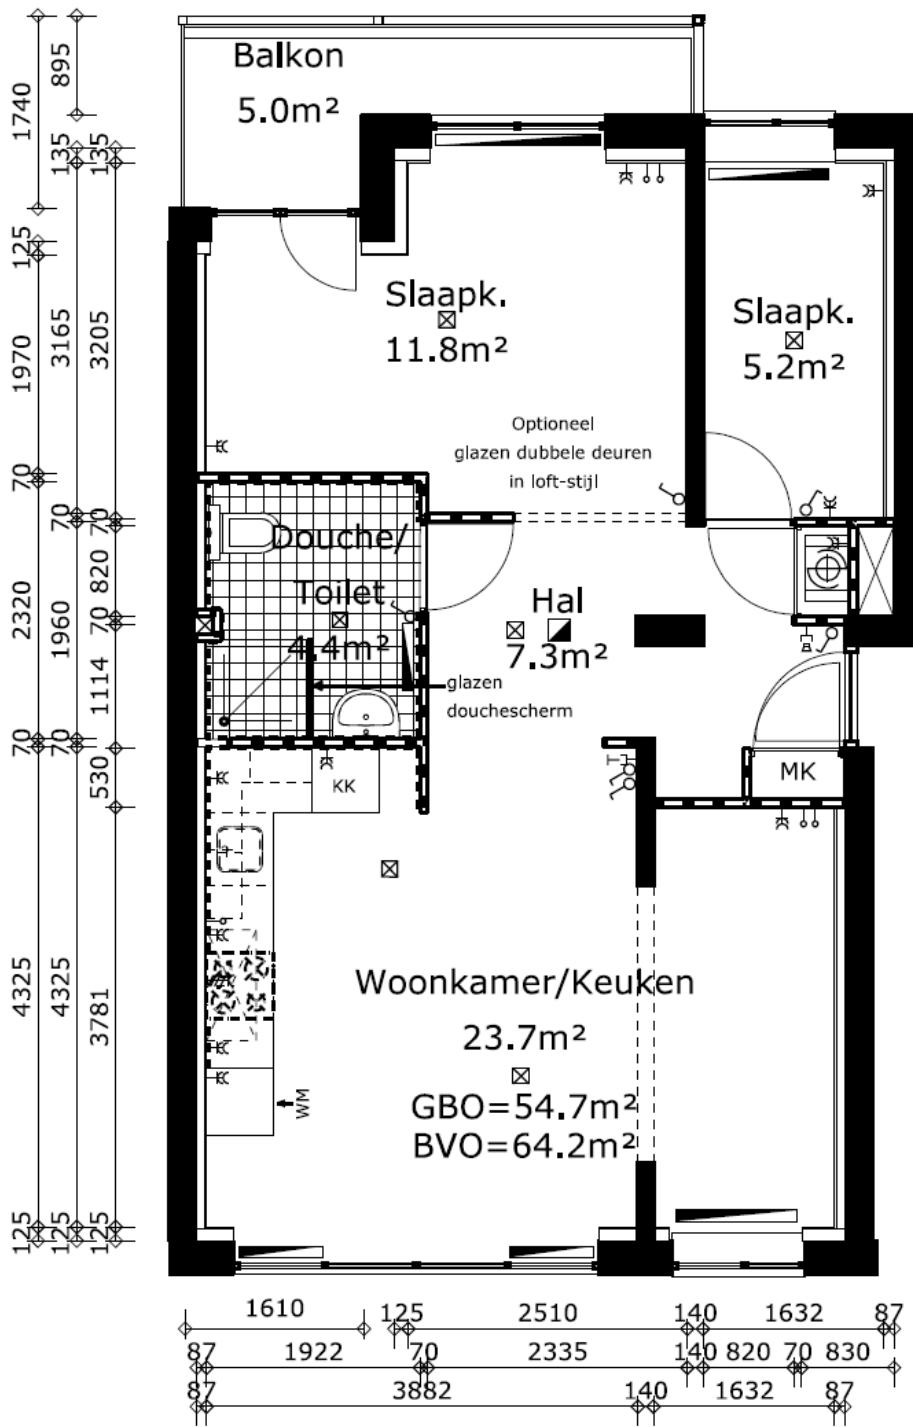 Balkon
5.0m²
Slaapk.
11.8m²
Slaapk.
5.2m²
Optioneel
glazen dubbele deuren
in loft-stijl
Douche/
Toilet
4.4m²
Hal
7.3m²
glazen
douchescherm
KK
MK
Woonkamer/Keuken
23.7m²
GBO=54.7m²
BVO=64.2m²
WM
1740
125
1970
70
2320
70
4325
125
895
135
3165
70
1960
70
4325
125
135
3205
70
820
70
1114
530
3781
125
1610
125
2510
140
1632
87
87
1922
70
2335
140
820
70
830
87
3882
140
1632
87